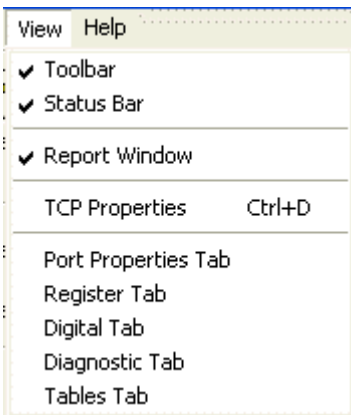 View Help
Toolbar
Status Bar
Report Window
TCP Properties Ctrl+D
Port Properties Tab
Register Tab
Digital Tab
Diagnostic Tab
Tables Tab